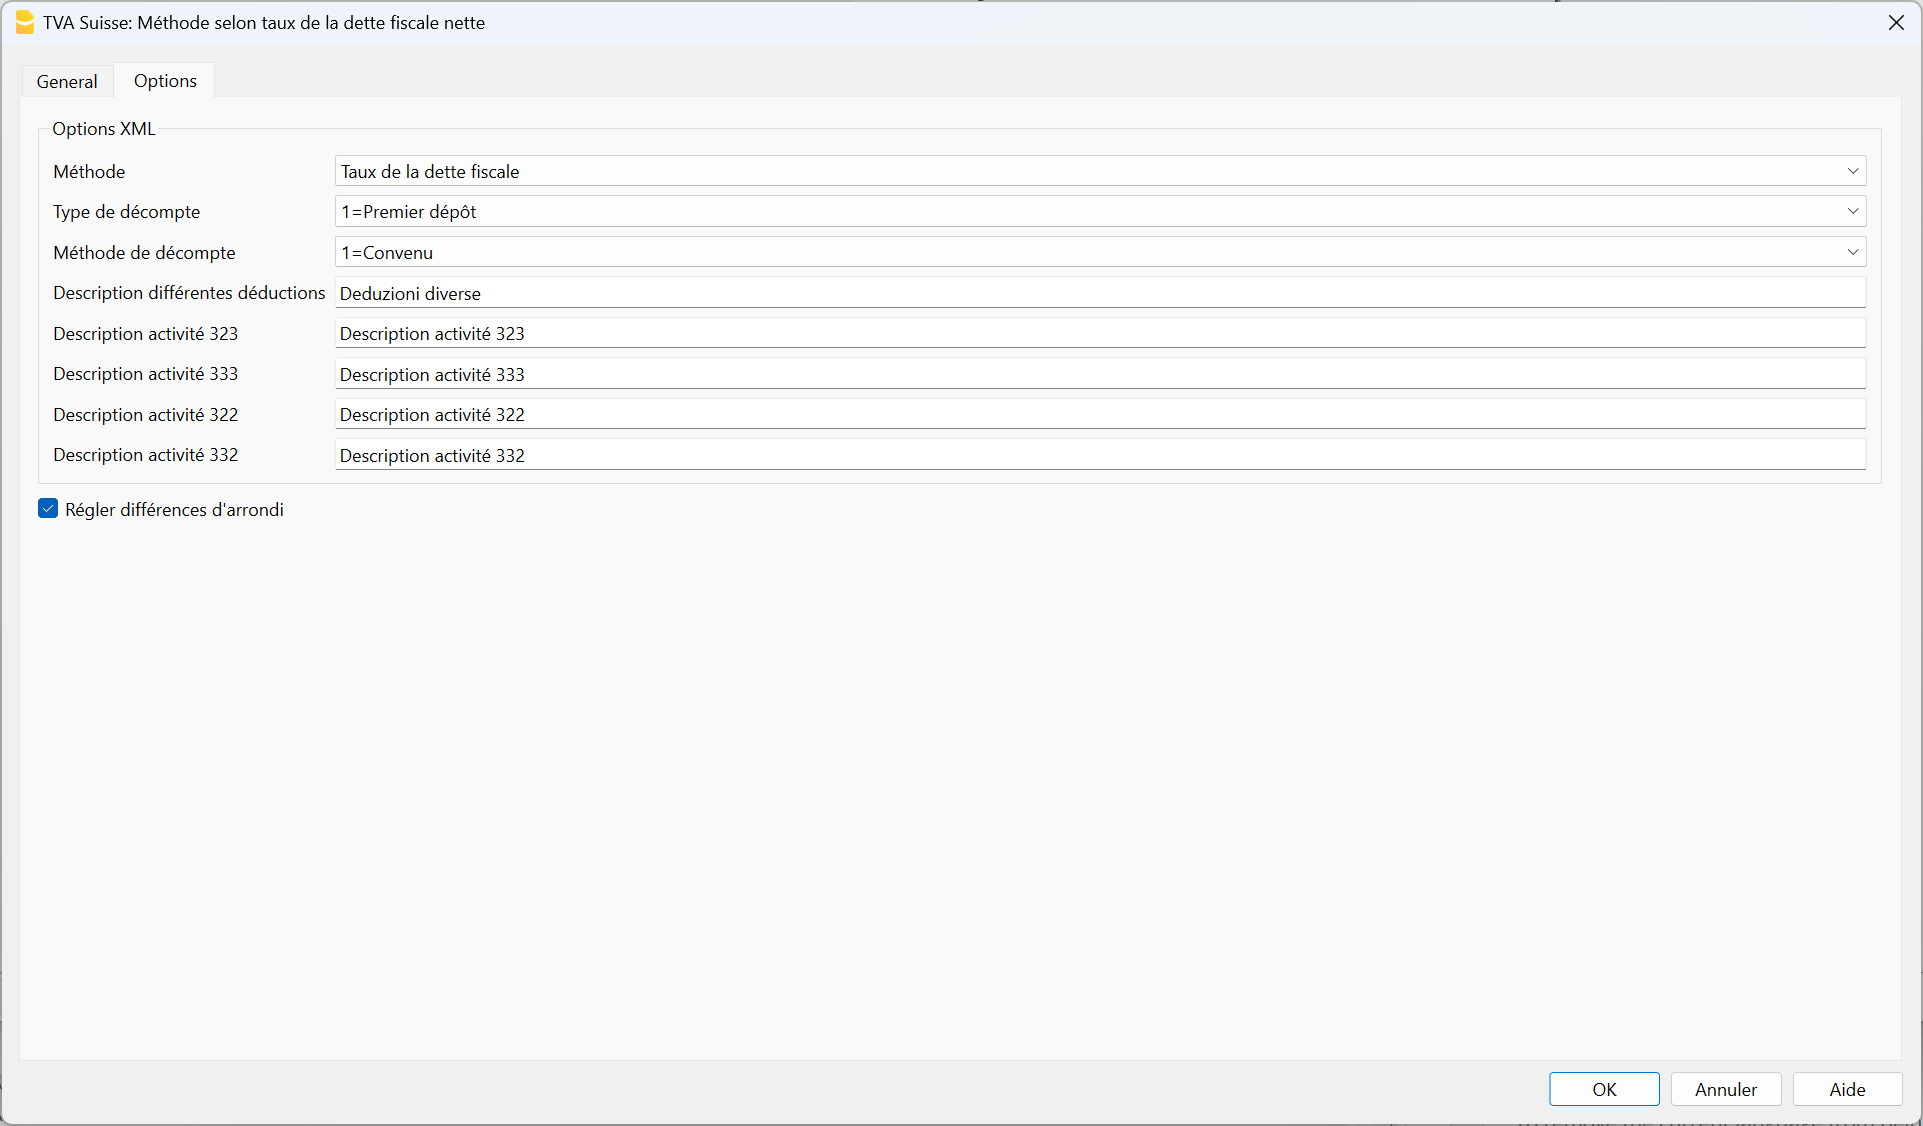 TVA Suisse: Méthode selon taux de la dette fiscale nette
General Options
Options XML
Méthode Taux de la dette fiscale
Type de décompte 1=Premier dépôt
Méthode de décompte 1=Convenu
Description différentes déductions Deduzioni diverse
Description activité 323 Description activité 323
Description activité 333 Description activité 333
Description activité 322 Description activité 322
Description activité 332 Description activité 332
Régler différences d'arrondi
OK Annuler Aide